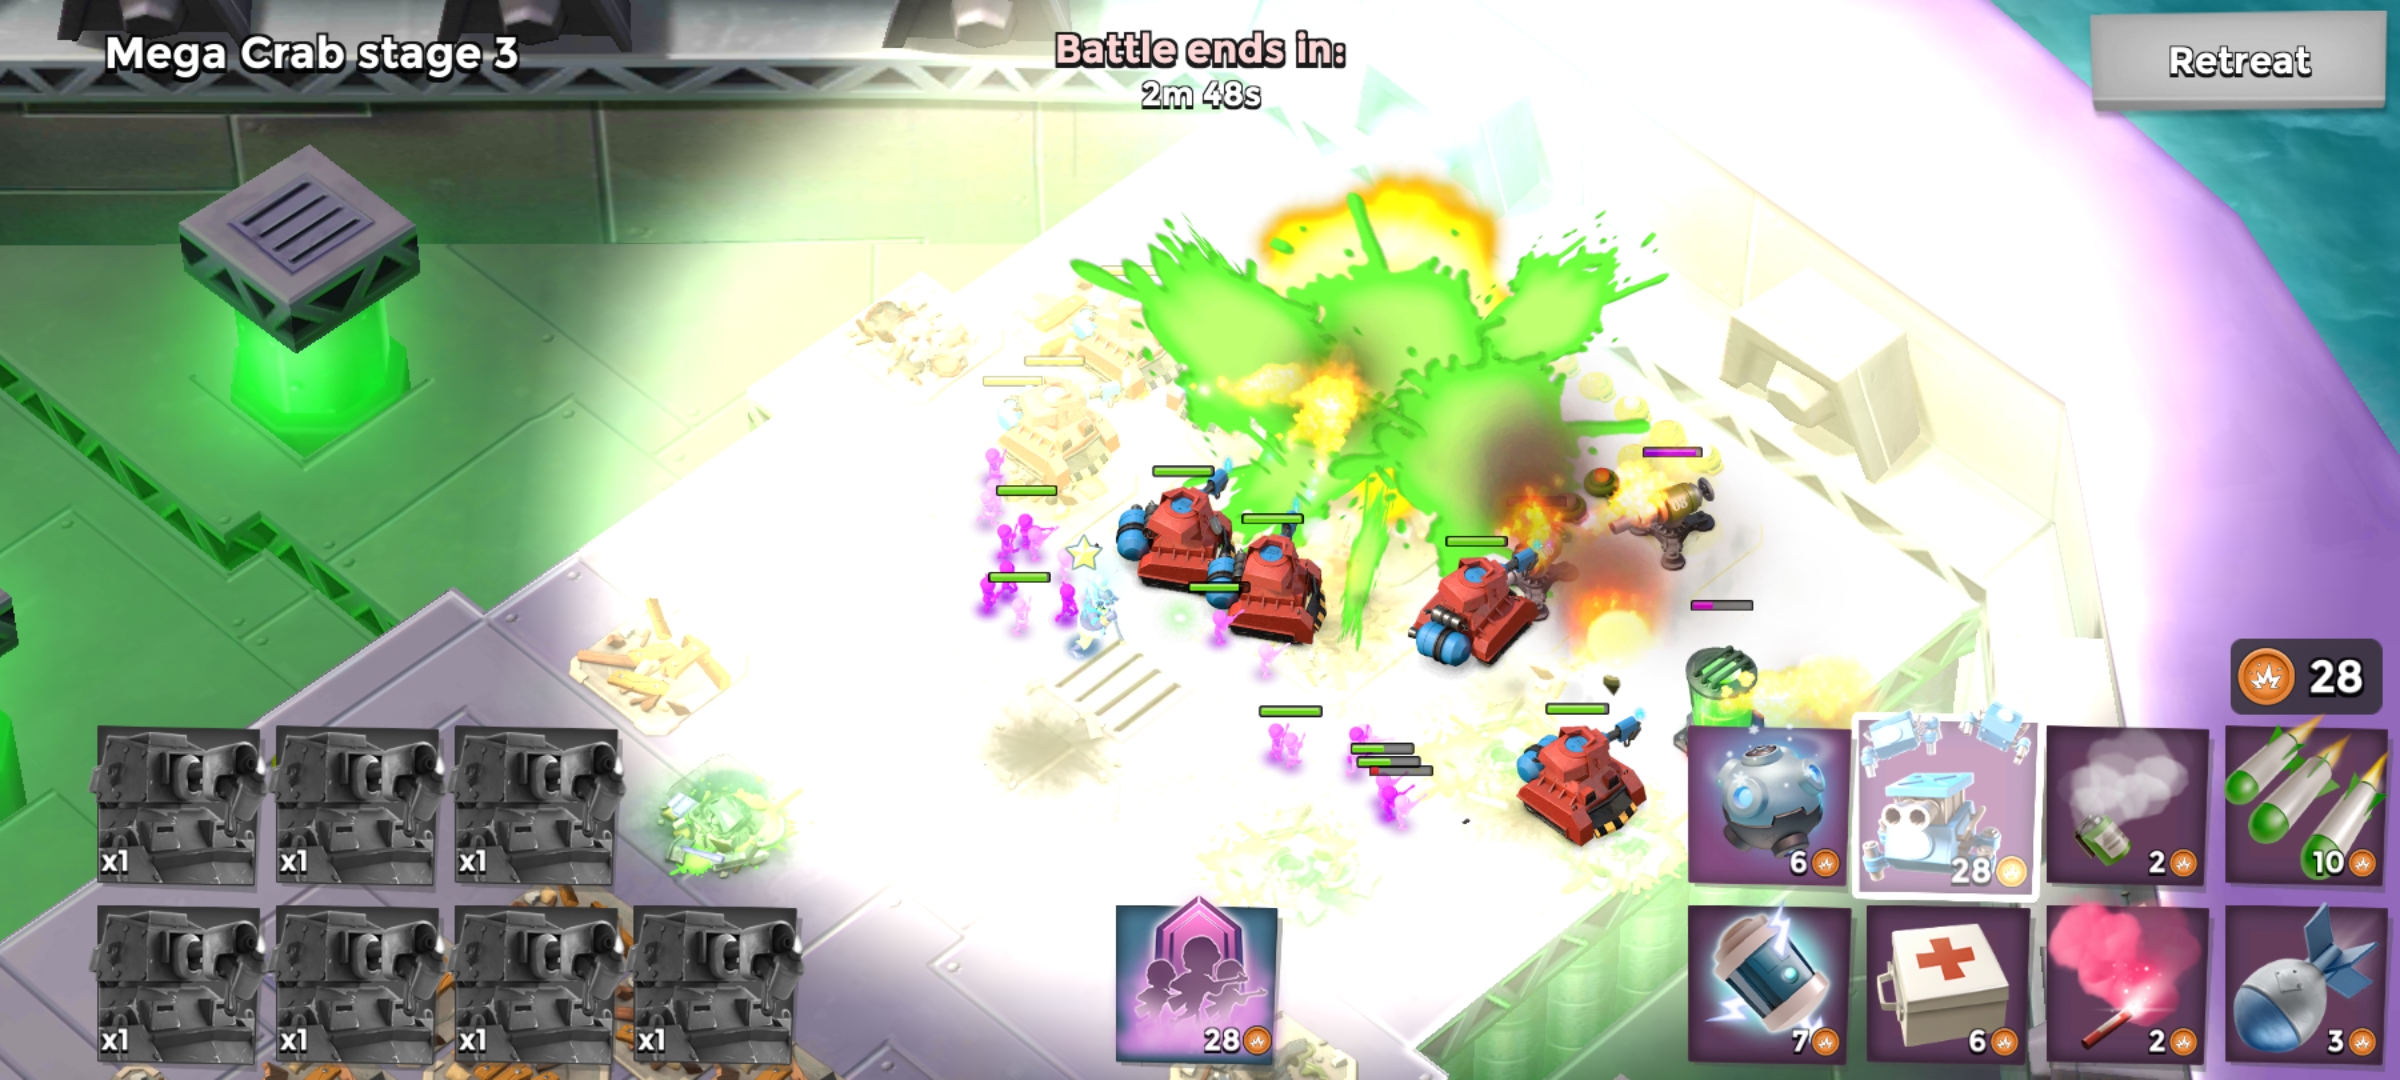 Mega Crab stage 3
Battle ends in:
2m 48s
Retreat
28
6
28
2
10
x1
x1
x1
x1
x1
x1
x1
28
7
6
2
3